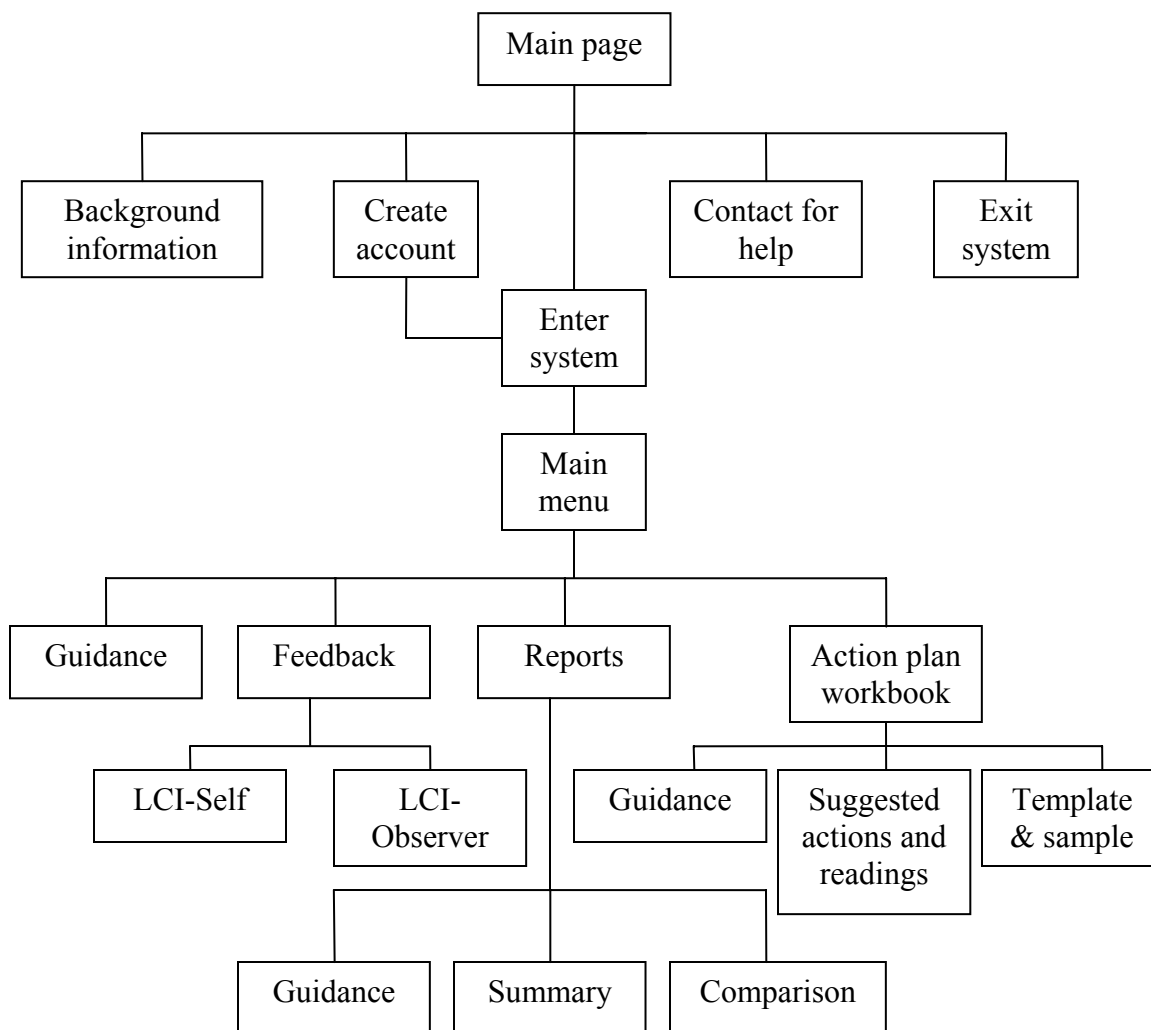 Main page
Background
information
Create
account
Contact for
help
Exit
system
Enter
system
Main
menu
Guidance
Feedback
Reports
Action plan
workbook
LCI-Self
LCI-
Observer
Guidance
Suggested
actions and
readings
Template
& sample
Guidance
Summary
Comparison